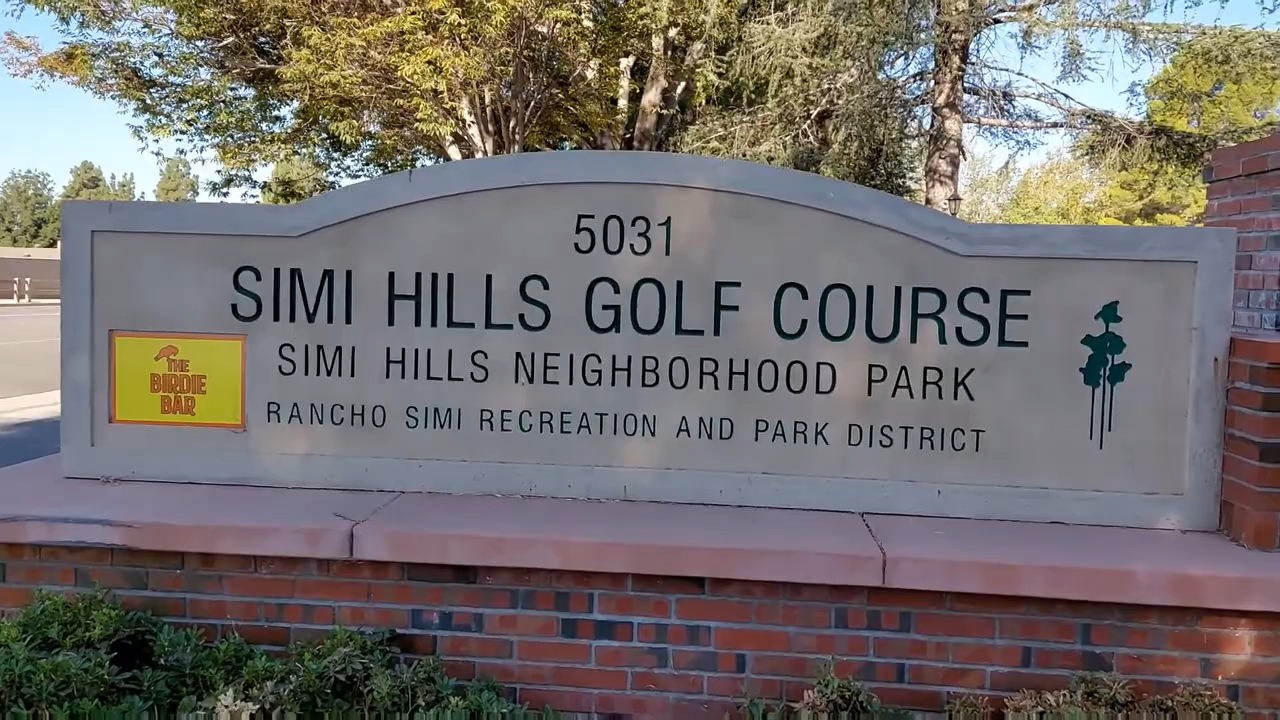 5031
SIMI HILLS GOLF COURSE
SIMI HILLS NEIGHBORHOOD PARK
RANCHO SIMI RECREATION AND PARK DISTRICT
THE
BIRDIE
BAR